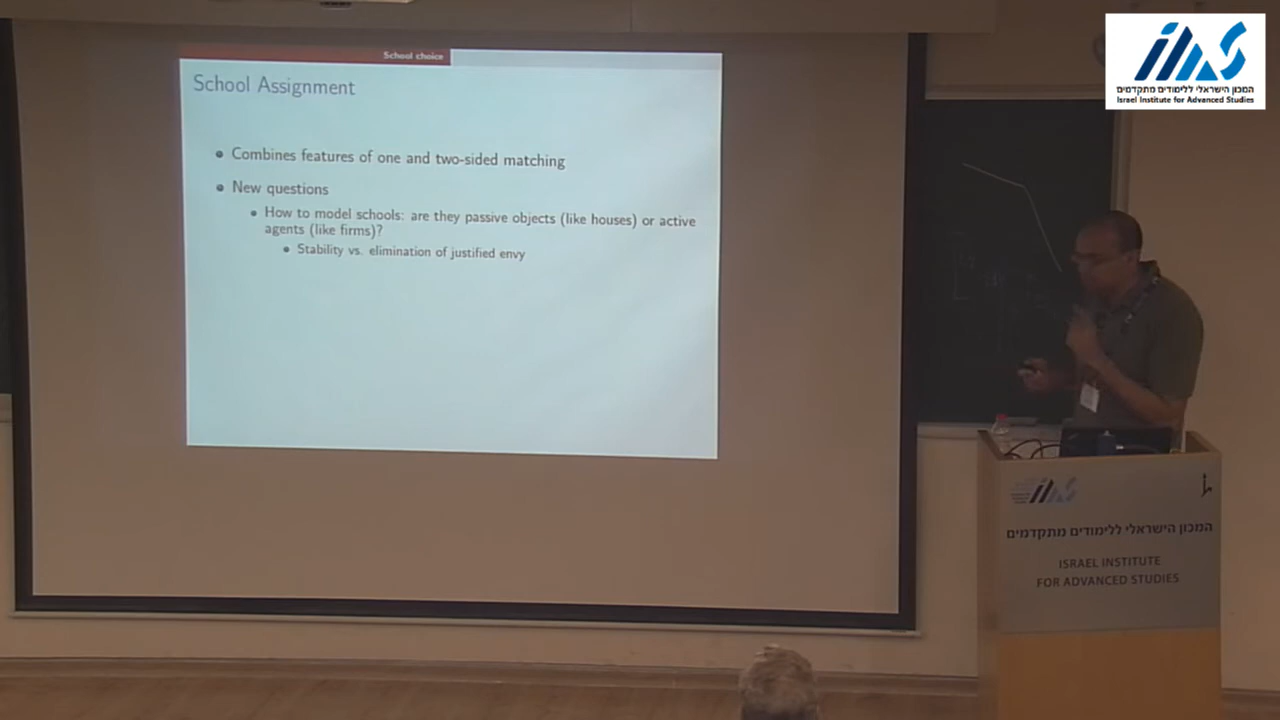 School choice
School Assignment
Combines features of one and two-sided matching
New questions
How to model schools: are they passive objects (like houses) or active
agents (like firms)?
Stability vs. elimination of justified envy
המכון הישראלי ללימודים מתקדמים
Israel Institute for Advanced Studies
המכון הישראלי ללימודים מתקדמים
ISRAEL INSTITUTE
FOR ADVANCED STUDIES